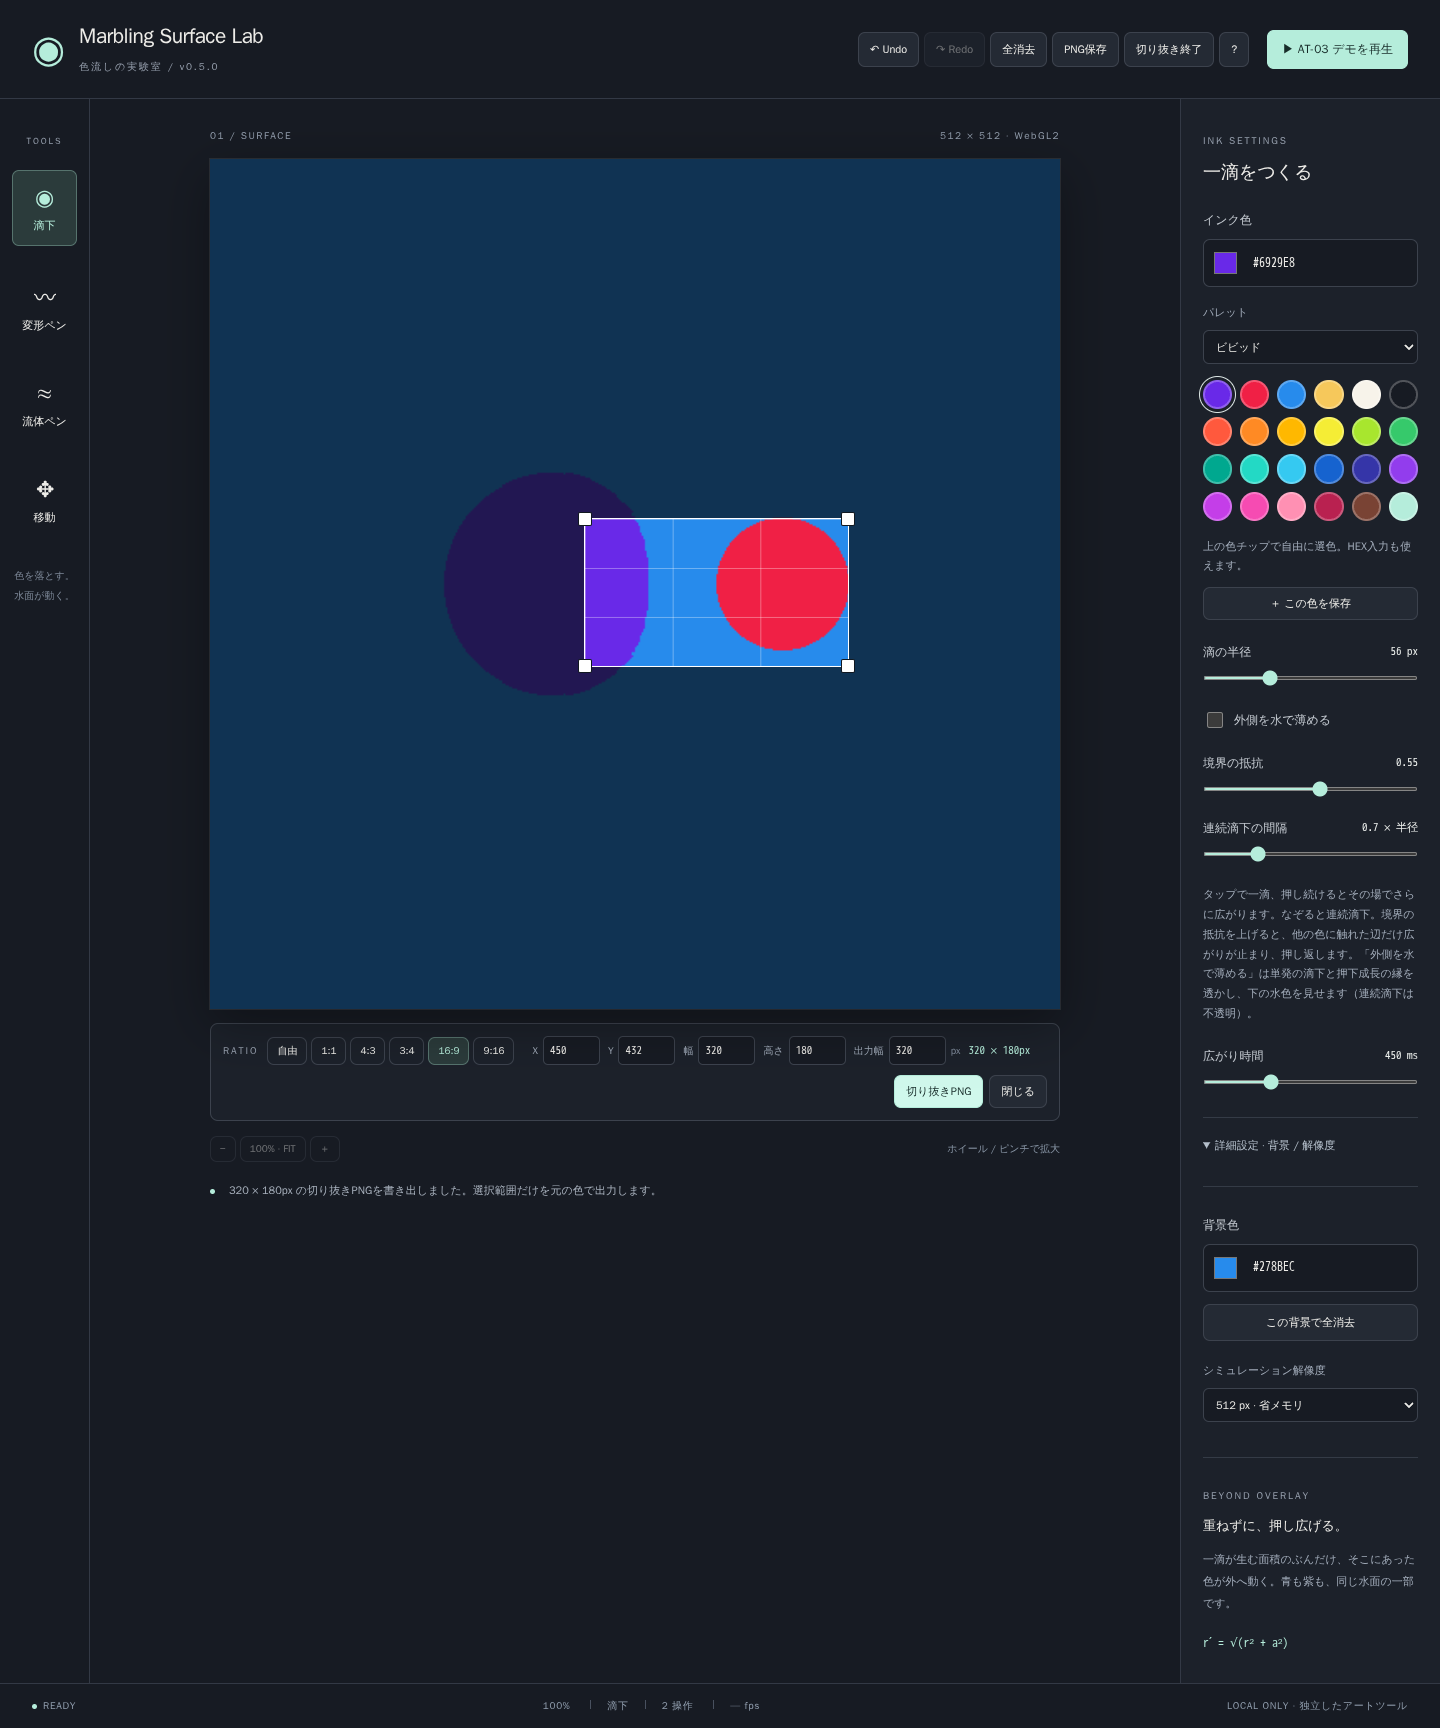 Marbling Surface Lab
色流しの実験室 / v0.5.0
↶ Undo
↷ Redo
全消去
PNG保存
切り抜き終了
?
▶ AT-03 デモを再生
TOOLS
滴下
変形ペン
流体ペン
移動
色を落とす。
水面が動く。
01 / SURFACE
512 × 512 · WebGL2
RATIO
自由
1:1
4:3
3:4
16:9
9:16
X 450
Y 432
幅 320
高さ 180
出力幅 320 px
320 × 180px
切り抜きPNG
閉じる
−
100% · FIT
+
ホイール / ピンチで拡大
320 × 180px の切り抜きPNGを書き出しました。選択範囲だけを元の色で出力します。
INK SETTINGS
一滴をつくる
インク色
#6929E8
パレット
ビビッド
上の色チップで自由に選色。HEX入力も使
えます。
+ この色を保存
滴の半径 56 px
外側を水で薄める
境界の抵抗 0.55
連続滴下の間隔 0.7 × 半径
タップで一滴、押し続けるとその場でさら
に広がります。なぞると連続滴下。境界の
抵抗を上げると、他の色に触れた辺だけ広
がりが止まり、押し返します。「外側を水
で薄める」は単発の滴下と押下成長の縁を
透かし、下の水色を見せます（連続滴下は
不透明）。
広がり時間 450 ms
▼ 詳細設定 · 背景 / 解像度
背景色
#278BEC
この背景で全消去
シミュレーション解像度
512 px · 省メモリ
BEYOND OVERLAY
重ねずに、押し広げる。
一滴が生む面積のぶんだけ、そこにあった
色が外へ動く。青も紫も、同じ水面の一部
です。
r′ = √(r² + a²)
READY
100%
滴下
2 操作
— fps
LOCAL ONLY · 独立したアートツール